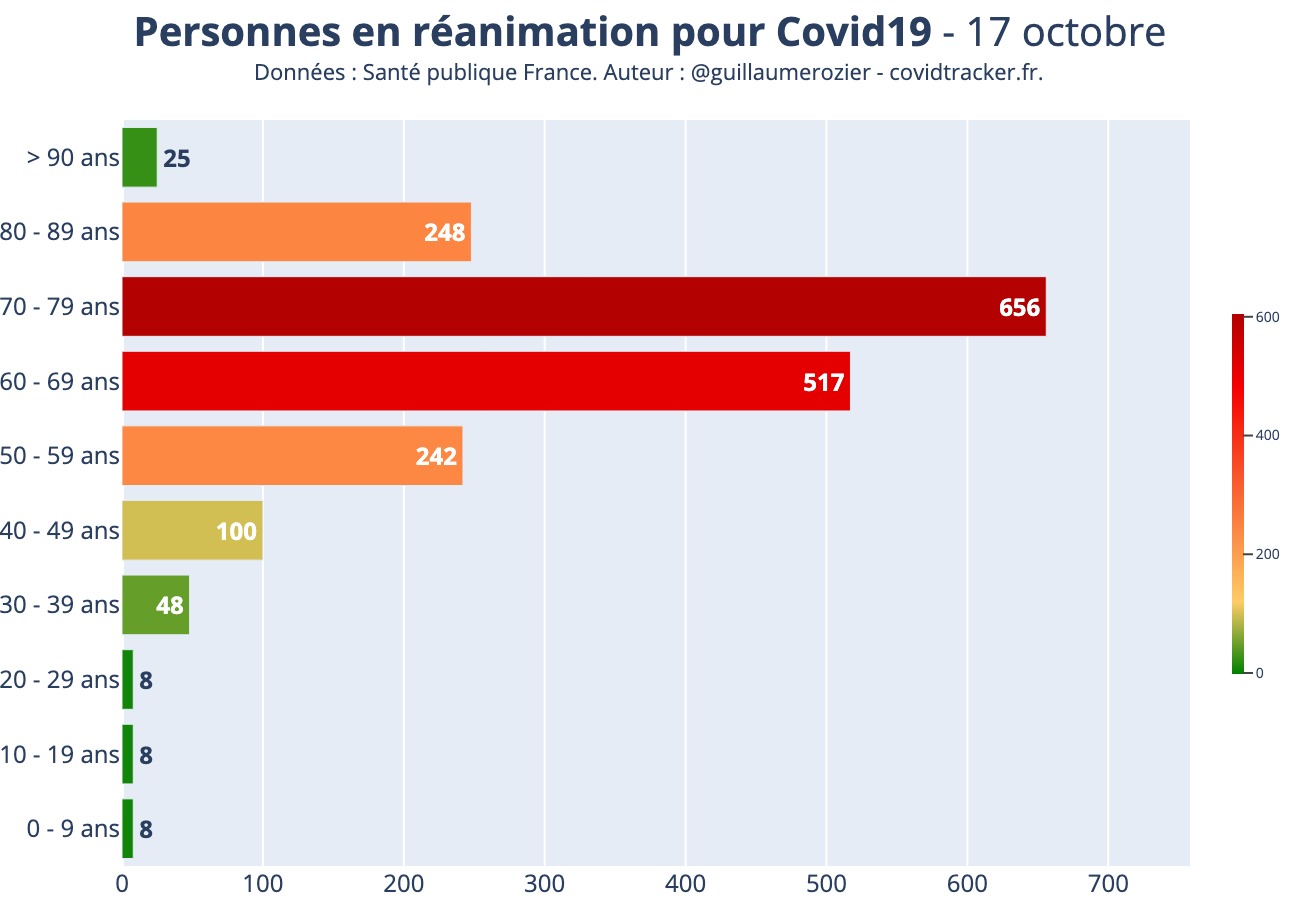 Personnes en réanimation pour Covid19 - 17 octobre
Données : Santé publique France. Auteur : @guillaumerozier - covidtracker.fr.
> 90 ans 25
80 - 89 ans 248
70 - 79 ans 656
60 - 69 ans 517
50 - 59 ans 242
40 - 49 ans 100
30 - 39 ans 48
20 - 29 ans 8
10 - 19 ans 8
0 - 9 ans 8
0 100 200 300 400 500 600 700
600
400
200
0